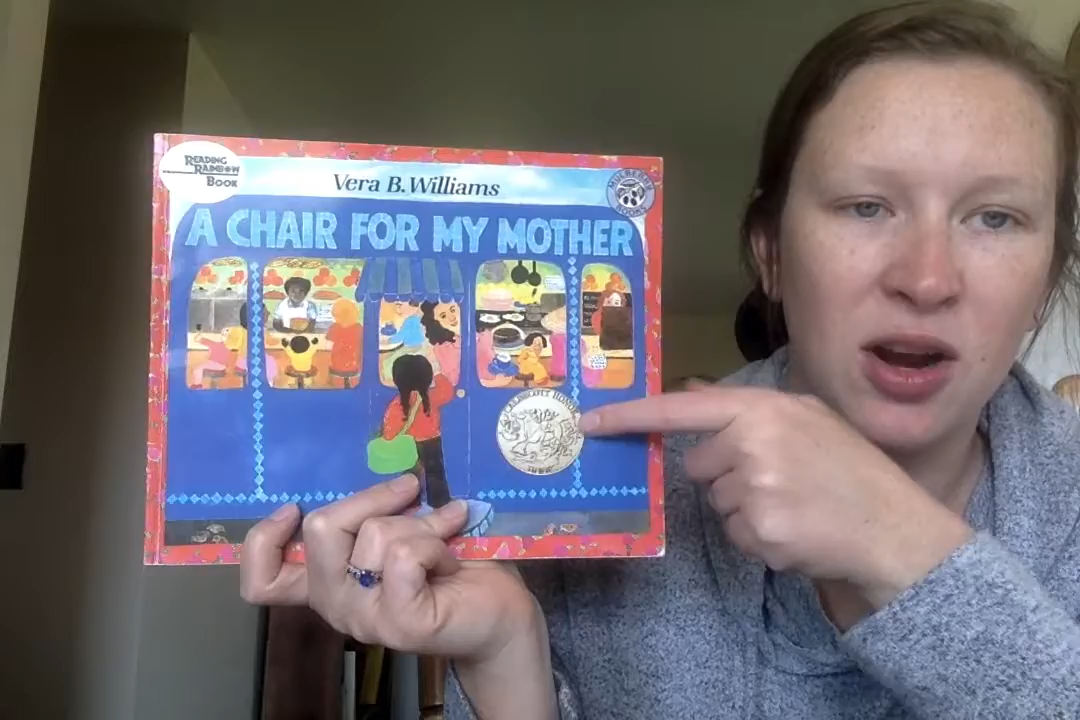 READING
RAINBOW
BOOK
Vera B. Williams
MULBERRY
BOOKS
A CHAIR FOR MY MOTHER
CALDECOTT HONOR